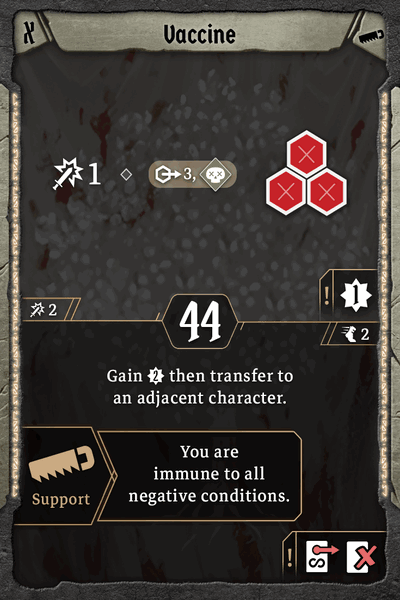 X
Vaccine
1
3,
1
!
2
44
2
Gain 2 then transfer to
an adjacent character.
You are
immune to all
negative conditions.
Support
!